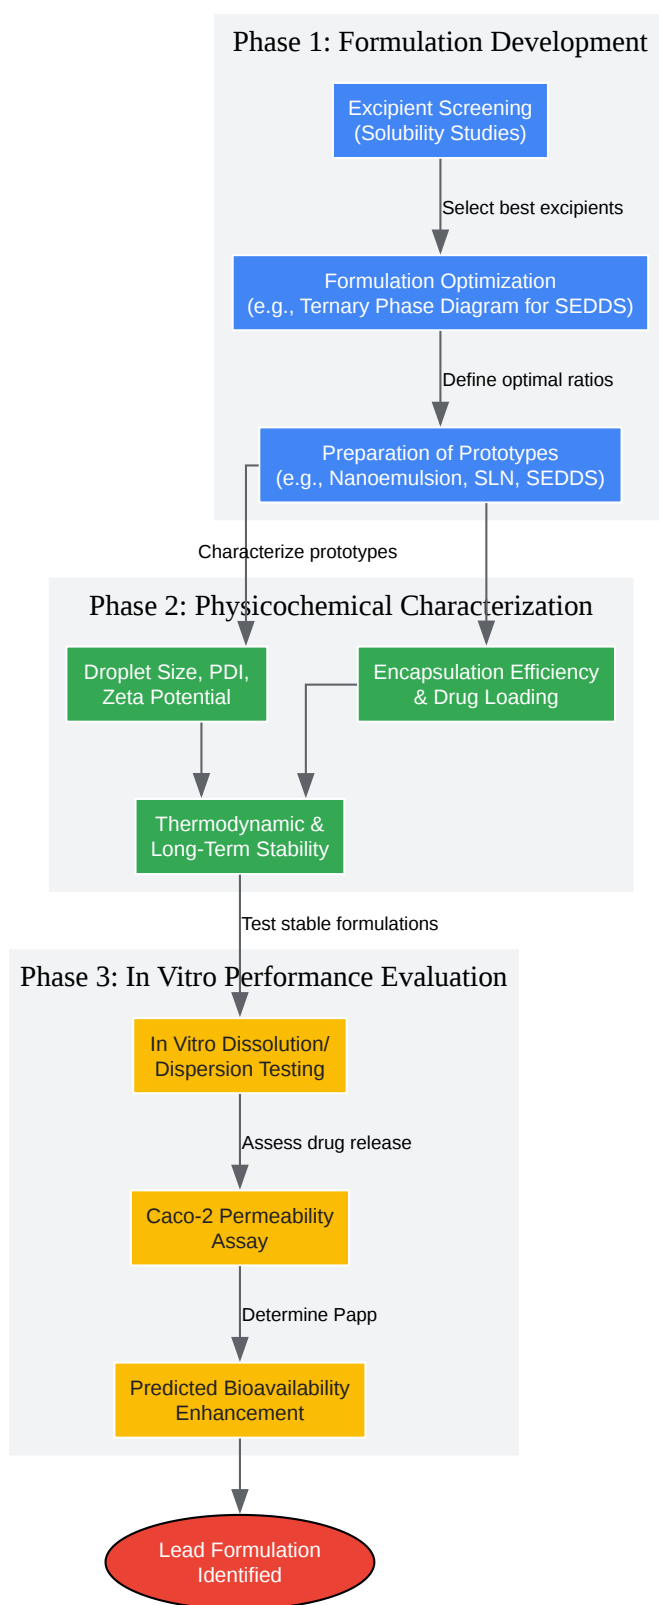 Phase 1: Formulation Development
Excipient Screening
(Solubility Studies)
Select best excipients
Formulation Optimization
(e.g., Ternary Phase Diagram for SEDDS)
Define optimal ratios
Preparation of Prototypes
(e.g., Nanoemulsion, SLN, SEDDS)
Characterize prototypes
Phase 2: Physicochemical Characterization
Droplet Size, PDI,
Zeta Potential
Encapsulation Efficiency
& Drug Loading
Thermodynamic &
Long-Term Stability
Test stable formulations
Phase 3: In Vitro Performance Evaluation
In Vitro Dissolution/
Dispersion Testing
Assess drug release
Caco-2 Permeability
Assay
Determine Papp
Predicted Bioavailability
Enhancement
Lead Formulation
Identified